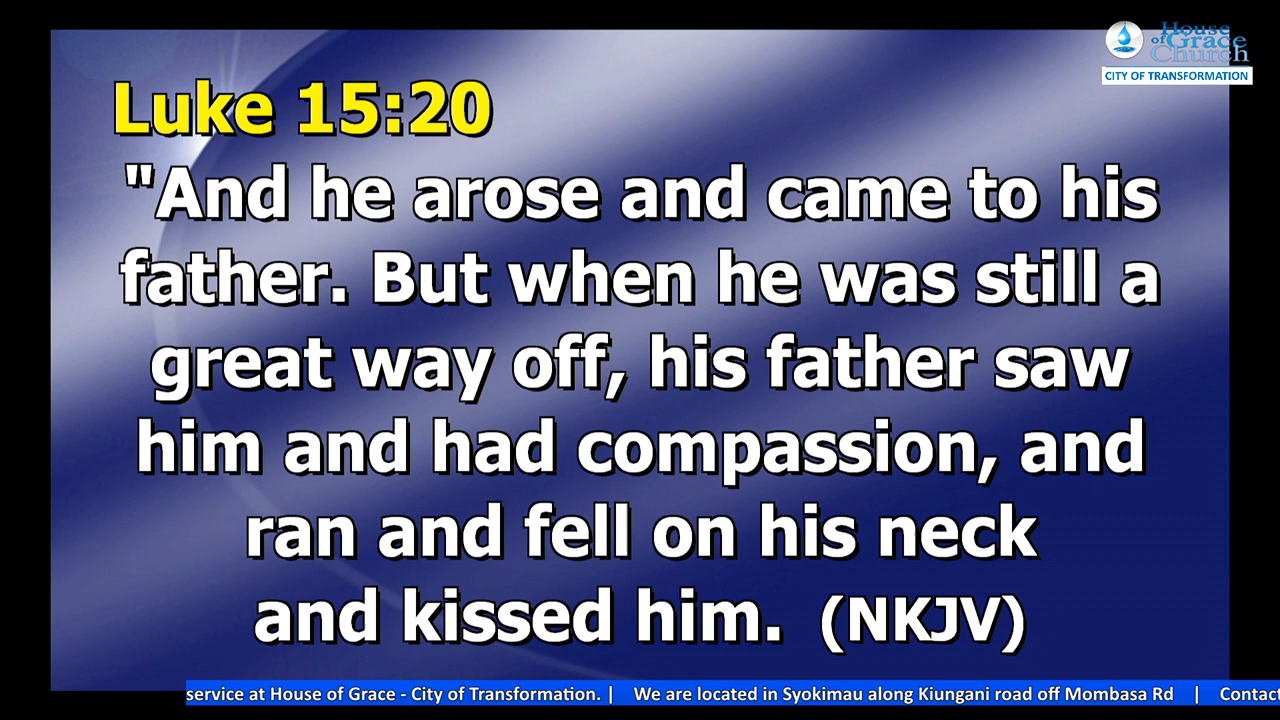 House
of Grace
Church
CITY OF TRANSFORMATION
Luke 15:20
"And he arose and came to his
father. But when he was still a
great way off, his father saw
him and had compassion, and
ran and fell on his neck
and kissed him. (NKJV)
service at House of Grace - City of Transformation. | We are located in Syokimau along Kiungani road off Mombasa Rd | Contact